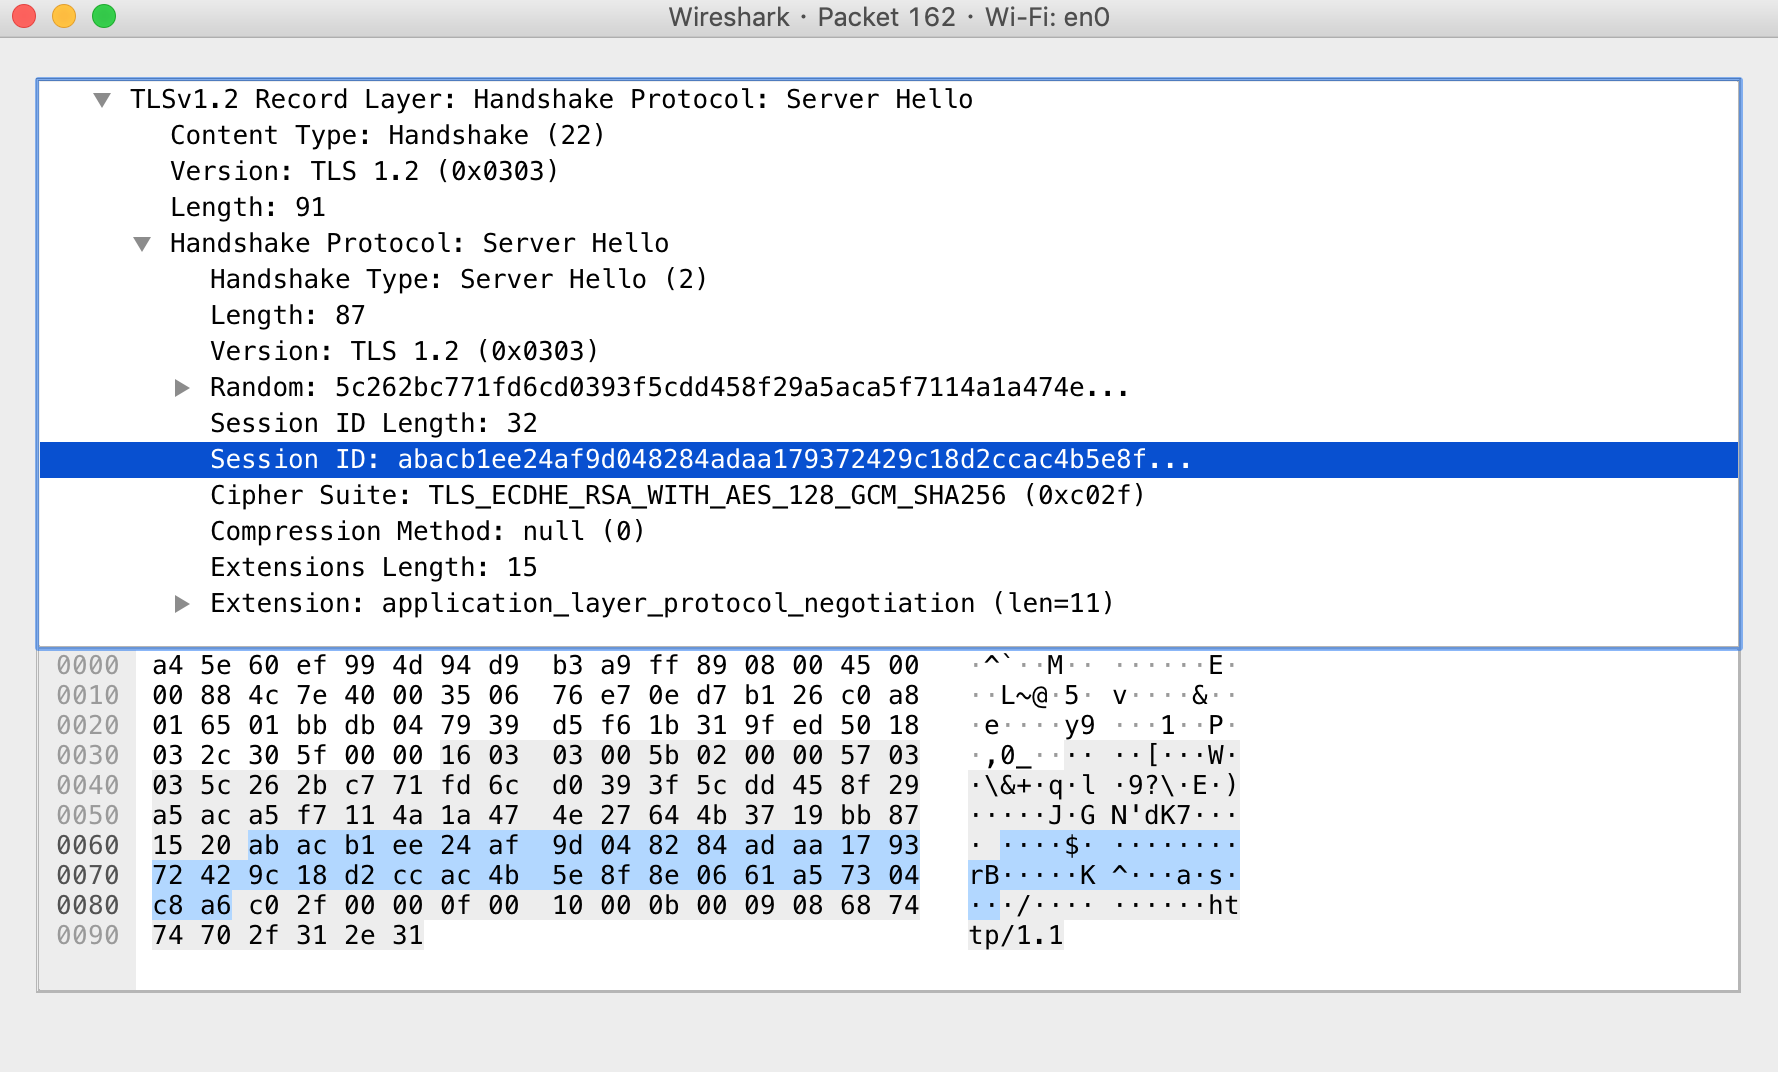 Wireshark · Packet 162 · Wi-Fi: en0
TLSv1.2 Record Layer: Handshake Protocol: Server Hello
Content Type: Handshake (22)
Version: TLS 1.2 (0x0303)
Length: 91
Handshake Protocol: Server Hello
Handshake Type: Server Hello (2)
Length: 87
Version: TLS 1.2 (0x0303)
Random: 5c262bc771fd6cd0393f5cdd458f29a5aca5f7114a1a474e...
Session ID Length: 32
Session ID: abacb1ee24af9d048284adaa179372429c18d2ccac4b5e8f...
Cipher Suite: TLS_ECDHE_RSA_WITH_AES_128_GCM_SHA256 (0xc02f)
Compression Method: null (0)
Extensions Length: 15
Extension: application_layer_protocol_negotiation (len=11)
0000 a4 5e 60 ef 99 4d 94 d9 b3 a9 ff 89 08 00 45 00 ·^`··M·· ······E·
0010 00 88 4c 7e 40 00 35 06 76 e7 0e d7 b1 26 c0 a8 ··L~@·5· v····&··
0020 01 65 01 bb db 04 79 39 d5 f6 1b 31 9f ed 50 18 ·e····y9 ···1··P·
0030 03 2c 30 5f 00 00 16 03 03 00 5b 02 00 00 57 03 ·,0_···· ··[···W·
0040 03 5c 26 2b c7 71 fd 6c d0 39 3f 5c dd 45 8f 29 ·\&+·q·l ·9?\·E·)
0050 a5 ac a5 f7 11 4a 1a 47 4e 27 64 4b 37 19 bb 87 ·····J·G N'dK7···
0060 15 20 ab ac b1 ee 24 af 9d 04 82 84 ad aa 17 93 · ····$· ········
0070 72 42 9c 18 d2 cc ac 4b 5e 8f 8e 06 61 a5 73 04 rB·····K ^···a·s·
0080 c8 a6 c0 2f 00 00 0f 00 10 00 0b 00 09 08 68 74 ···/···· ······ht
0090 74 70 2f 31 2e 31 tp/1.1